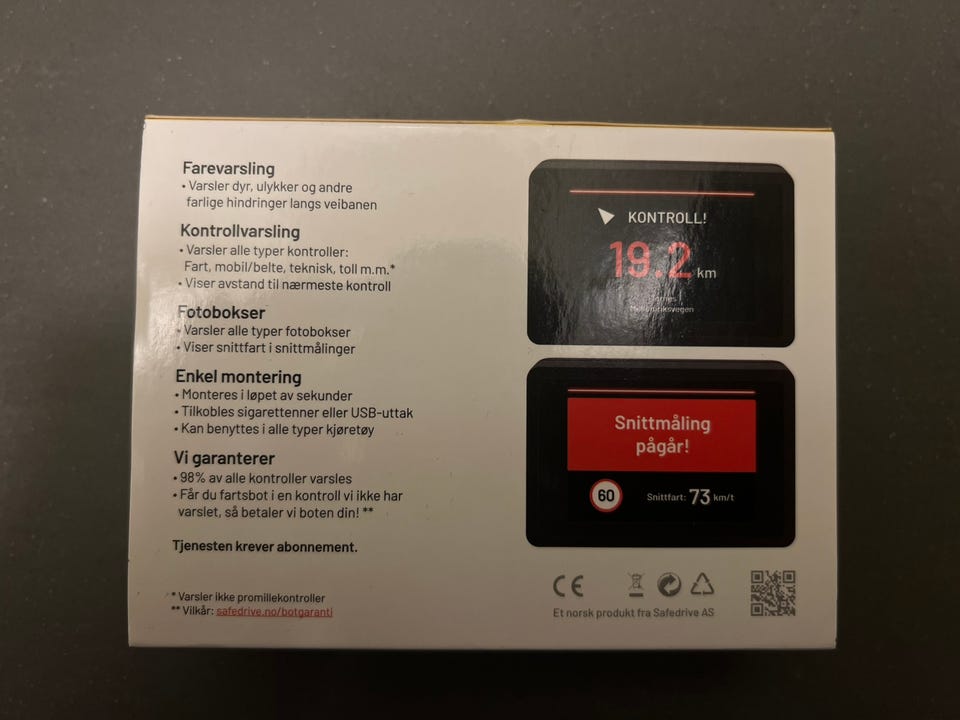 Farevarsling
• Varsler dyr, ulykker og andre
farlige hindringer langs veibanen
Kontrollvarsling
• Varsler alle typer kontroller:
Fart, mobil/belte, teknisk, toll m.m.*
• Viser avstand til nærmeste kontroll
Fotobokser
• Varsler alle typer fotobokser
• Viser snittfart i snittmålinger
Enkel montering
• Monteres i løpet av sekunder
• Tilkobles sigarettenner eller USB-uttak
• Kan benyttes i alle typer kjøretøy
Vi garanterer
• 98% av alle kontroller varsles
• Får du fartsbot i en kontroll vi ikke har
varslet, så betaler vi boten din! **
Tjenesten krever abonnement.
* Varsler ikke promillekontroller
** Vilkår: safedrive.no/botgaranti
KONTROLL!
19.2 km
Snittmåling
pågår!
60
Snittfart: 73 km/t
CE
Et norsk produkt fra Safedrive AS